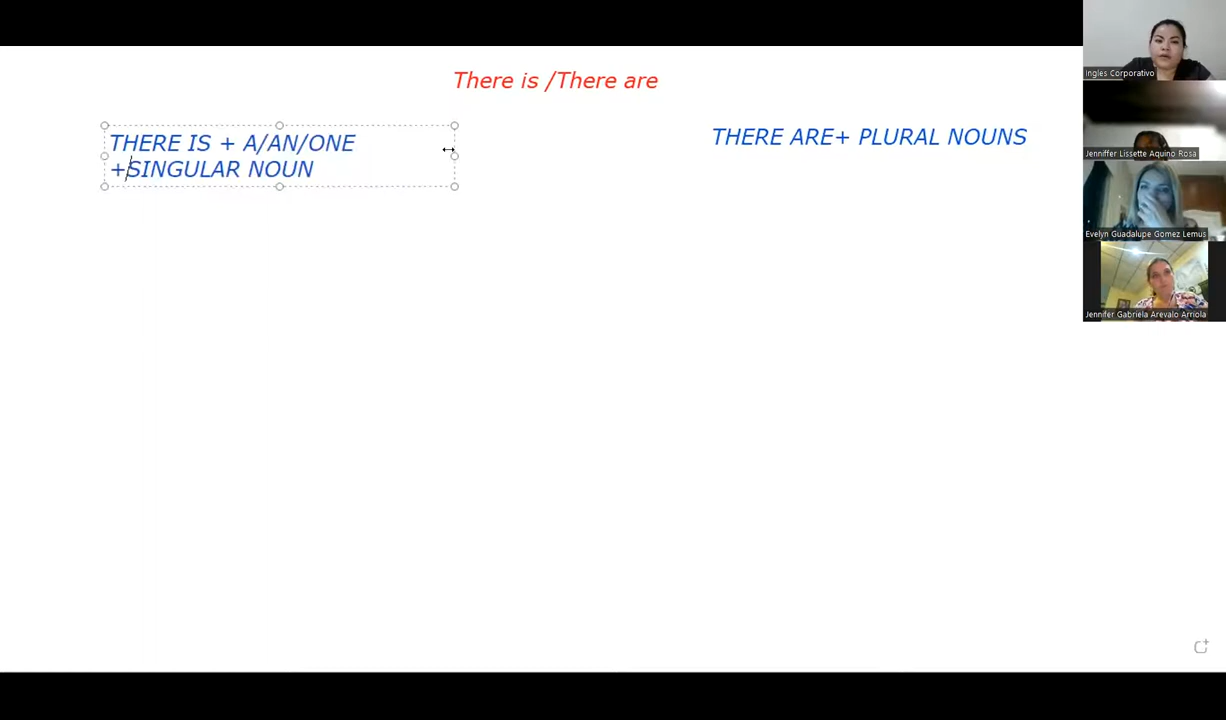 There is /There are
THERE IS + A/AN/ONE
+SINGULAR NOUN
THERE ARE+ PLURAL NOUNS
Ingles Corporativo
Jenniffer Lissette Aquino Rosa
Evelyn Guadalupe Gomez Lemus
Jennifer Gabriela Arevalo Arriola